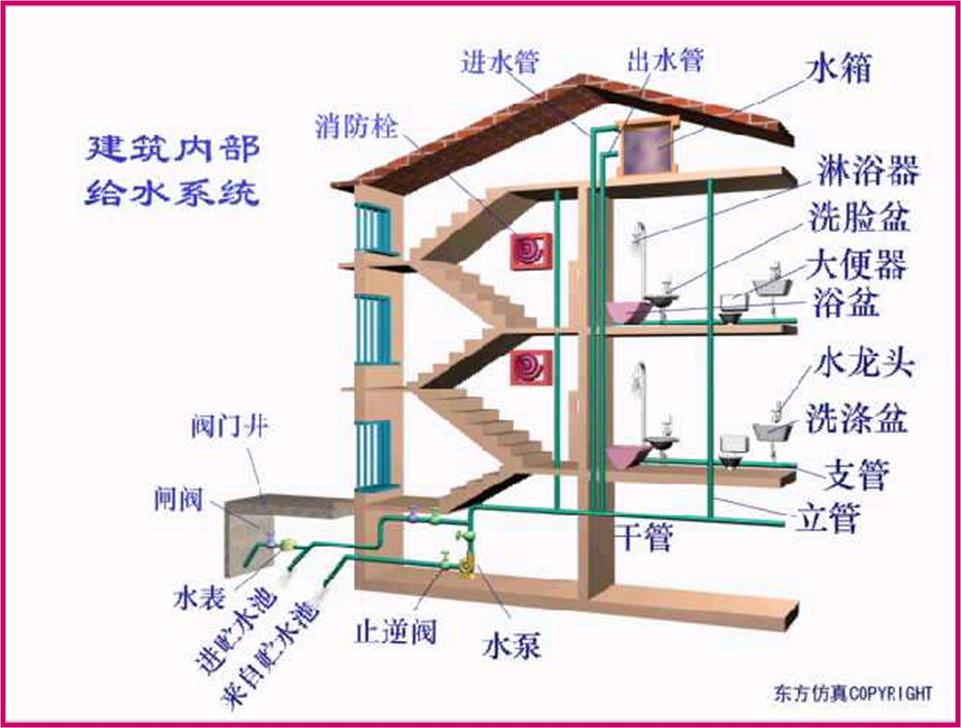 进水管
出水管
水箱
消防栓
建筑内部
给水系统
淋浴器
洗脸盆
大便器
浴盆
水龙头
洗涤盆
阀门井
支管
闸阀
立管
干管
水表
进贮水池
来自贮水池
止逆阀
水泵
东方仿真COPYRIGHT